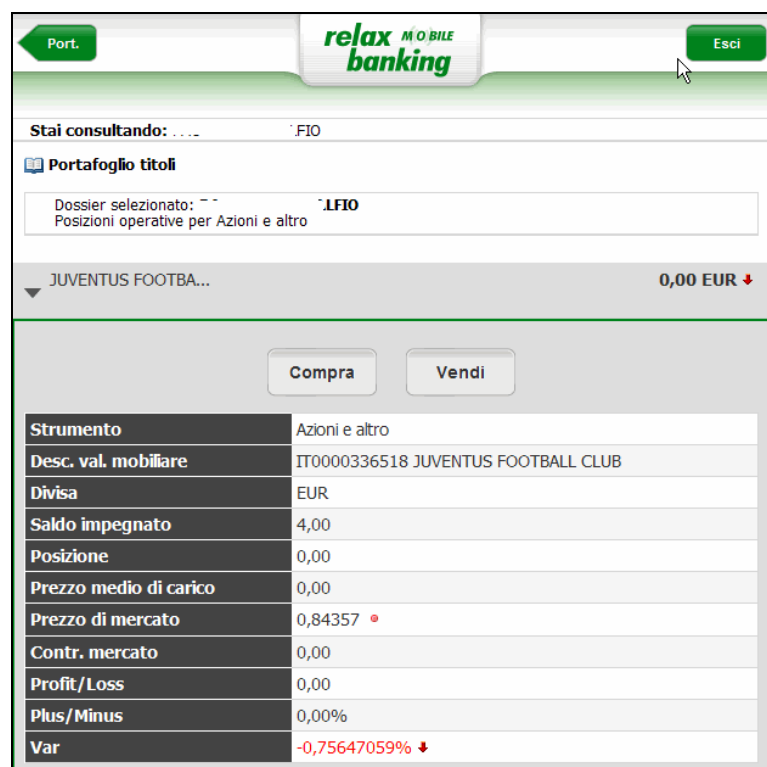 Port.
relax MOBILE
banking
Esci
Stai consultando: .FIO
Portafoglio titoli
Dossier selezionato: .LFIO
Posizioni operative per Azioni e altro
JUVENTUS FOOTBA... 0,00 EUR
Compra Vendi
Strumento Azioni e altro
Desc. val. mobiliare IT0000336518 JUVENTUS FOOTBALL CLUB
Divisa EUR
Saldo impegnato 4,00
Posizione 0,00
Prezzo medio di carico 0,00
Prezzo di mercato 0,84357
Contr. mercato 0,00
Profit/Loss 0,00
Plus/Minus 0,00%
Var -0,75647059%